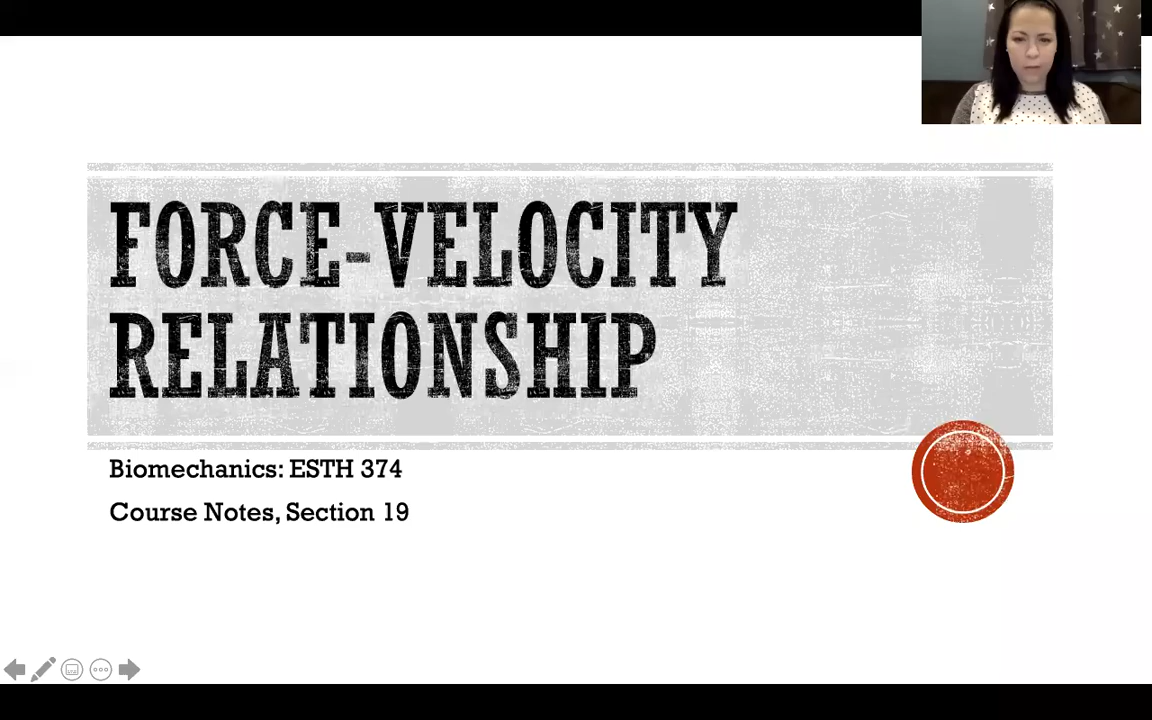 FORCE-VELOCITY
RELATIONSHIP
Biomechanics: ESTH 374
Course Notes, Section 19